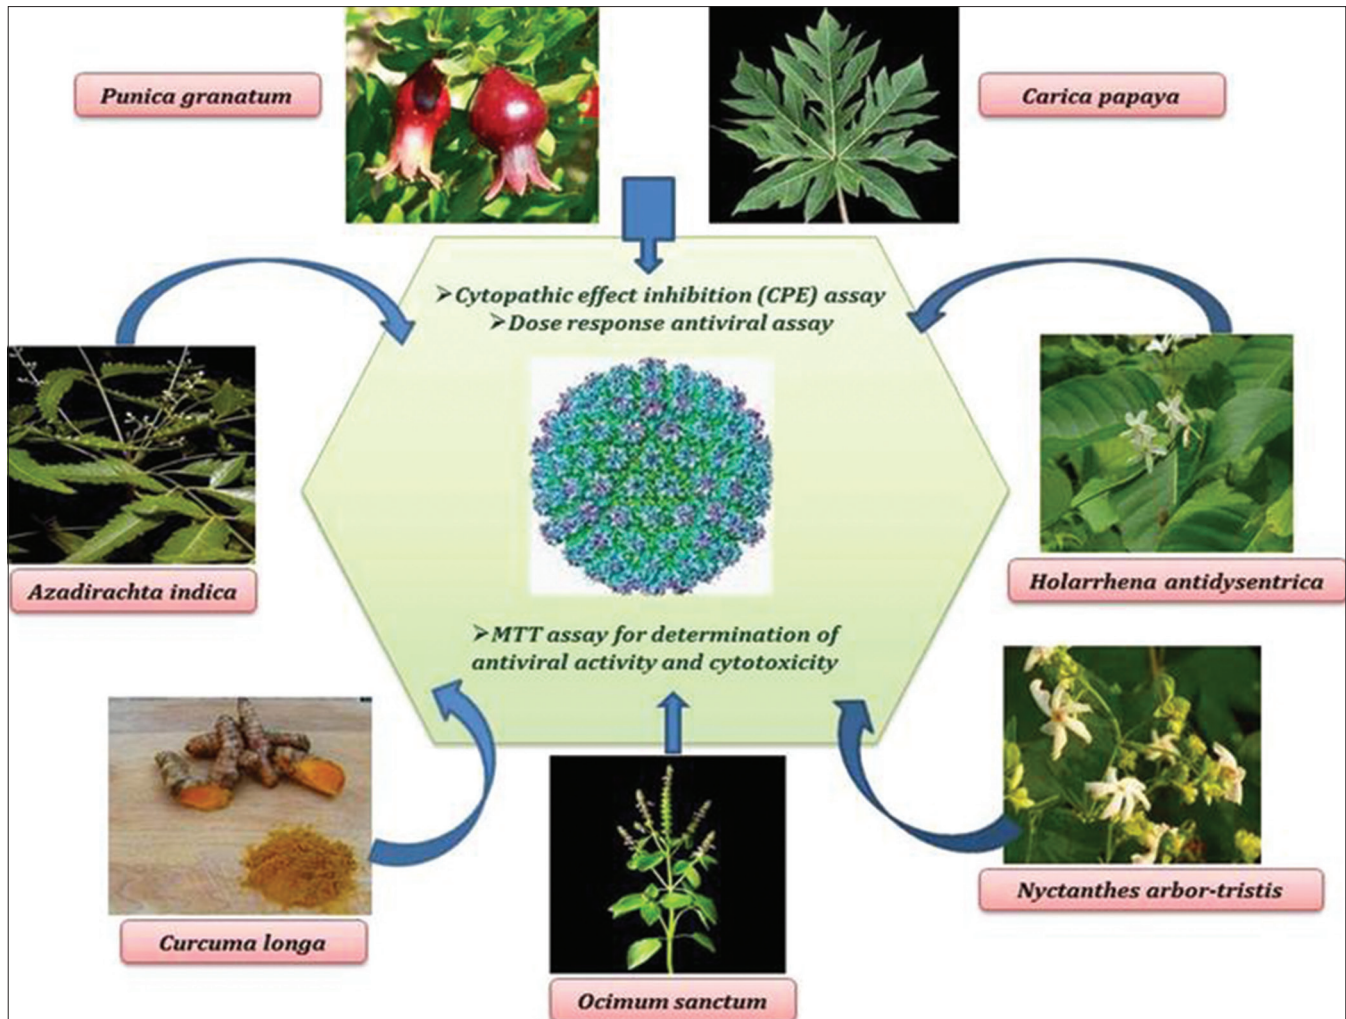 Punica granatum
Carica papaya
➢Cytopathic effect inhibition (CPE) assay
➢Dose response antiviral assay
Azadirachta indica
Holarrhena antidysentrica
➢MTT assay for determination of
antiviral activity and cytotoxicity
Nyctanthes arbor-tristis
Curcuma longa
Ocimum sanctum